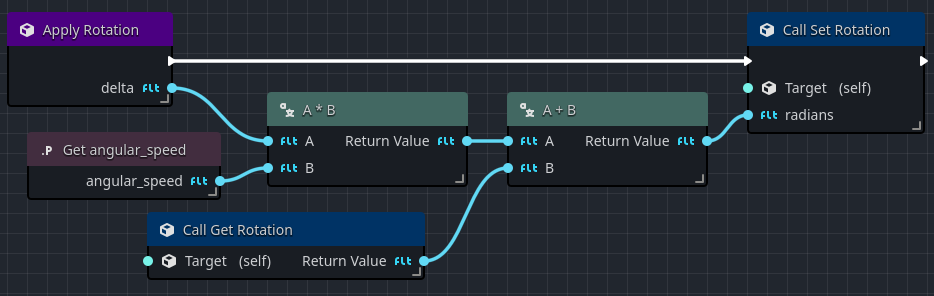 Apply Rotation
delta Flt
Get angular_speed
angular_speed Flt
A * B
Flt A Return Value Flt
Flt B
Call Get Rotation
Target (self) Return Value Flt
A + B
Flt A Return Value Flt
Flt B
Call Set Rotation
Target (self)
Flt radians